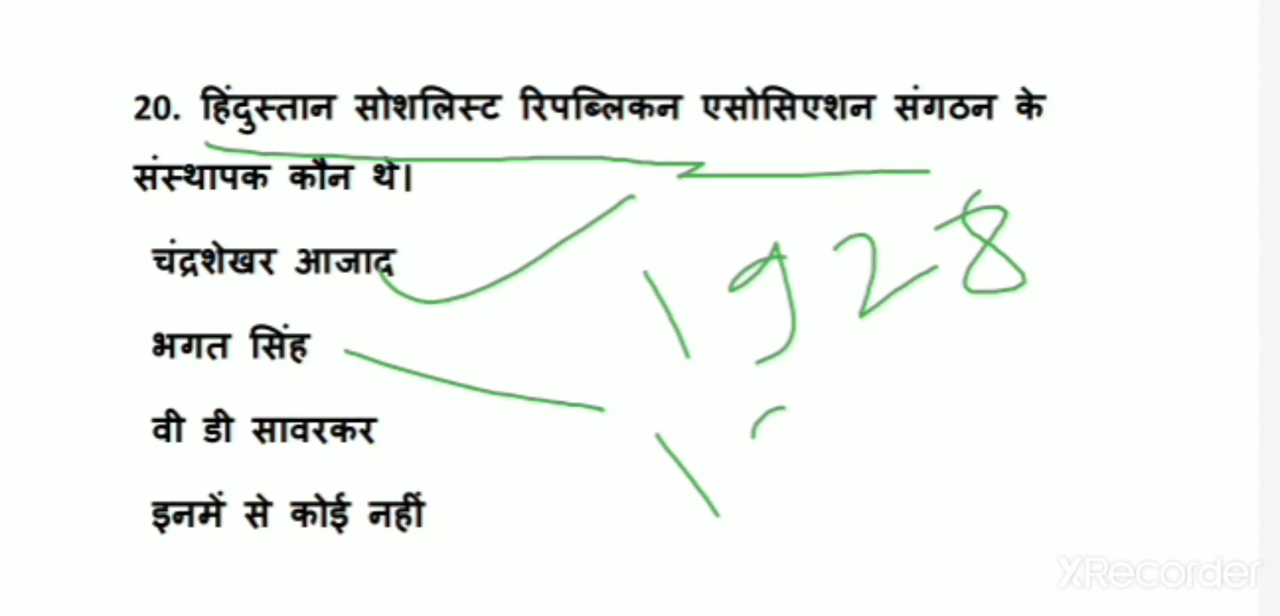 20. हिंदुस्तान सोशलिस्ट रिपब्लिकन एसोसिएशन संगठन के
संस्थापक कौन थे।
चंद्रशेखर आजाद
1928
भगत सिंह
वी डी सावरकर
इनमें से कोई नहीं
XRecorder